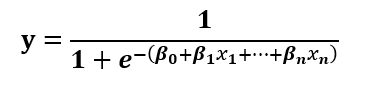 y = 1 / (1 + e^−(β₀+β₁x₁+⋯+βₙxₙ))